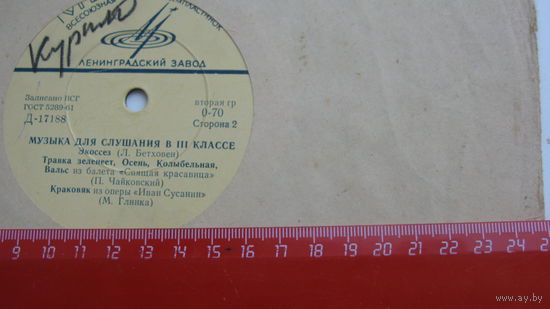 Курило
ВСЕСОЮЗНАЯ
ЛЕНИНГРАДСКИЙ ЗАВОД
Записано ВСГ
ГОСТ 5289-61
Д-17188
вторая гр
0-70
Сторона 2
МУЗЫКА ДЛЯ СЛУШАНИЯ В III КЛАССЕ
Экоссез (Л. Бетховен)
Травка зеленеет, Осень, Колыбельная,
Вальс из балета «Спящая красавица»
(П. Чайковский)
Краковяк из оперы «Иван Сусанин»
(М. Глинка)
9 10 11 12 13 14 15 16 17 18 19 20 21 22 23 24
www.ay.by